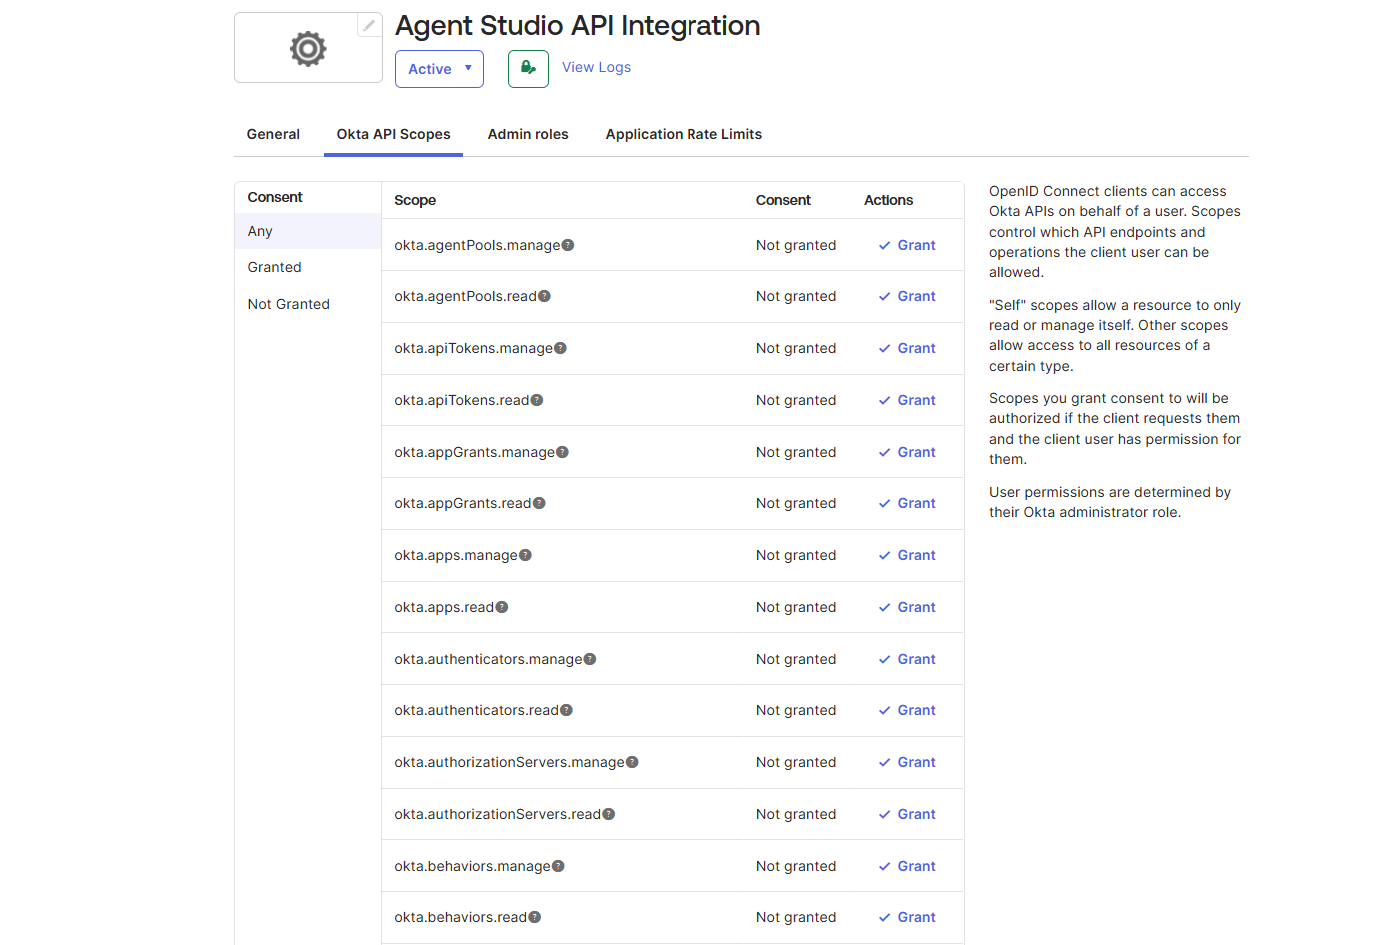 Agent Studio API Integration
Active
View Logs
General
Okta API Scopes
Admin roles
Application Rate Limits
Consent
Any
Granted
Not Granted
Scope Consent Actions
okta.agentPools.manage Not granted Grant
okta.agentPools.read Not granted Grant
okta.apiTokens.manage Not granted Grant
okta.apiTokens.read Not granted Grant
okta.appGrants.manage Not granted Grant
okta.appGrants.read Not granted Grant
okta.apps.manage Not granted Grant
okta.apps.read Not granted Grant
okta.authenticators.manage Not granted Grant
okta.authenticators.read Not granted Grant
okta.authorizationServers.manage Not granted Grant
okta.authorizationServers.read Not granted Grant
okta.behaviors.manage Not granted Grant
okta.behaviors.read Not granted Grant
OpenID Connect clients can access
Okta APIs on behalf of a user. Scopes
control which API endpoints and
operations the client user can be
allowed.
"Self" scopes allow a resource to only
read or manage itself. Other scopes
allow access to all resources of a
certain type.
Scopes you grant consent to will be
authorized if the client requests them
and the client user has permission for
them.
User permissions are determined by
their Okta administrator role.